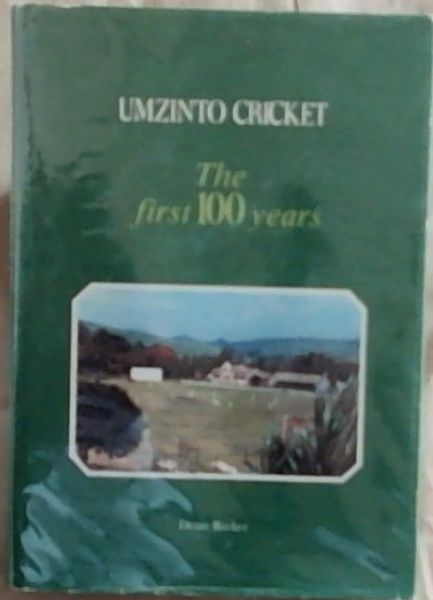 UMZINTO CRICKET
The
first 100 years